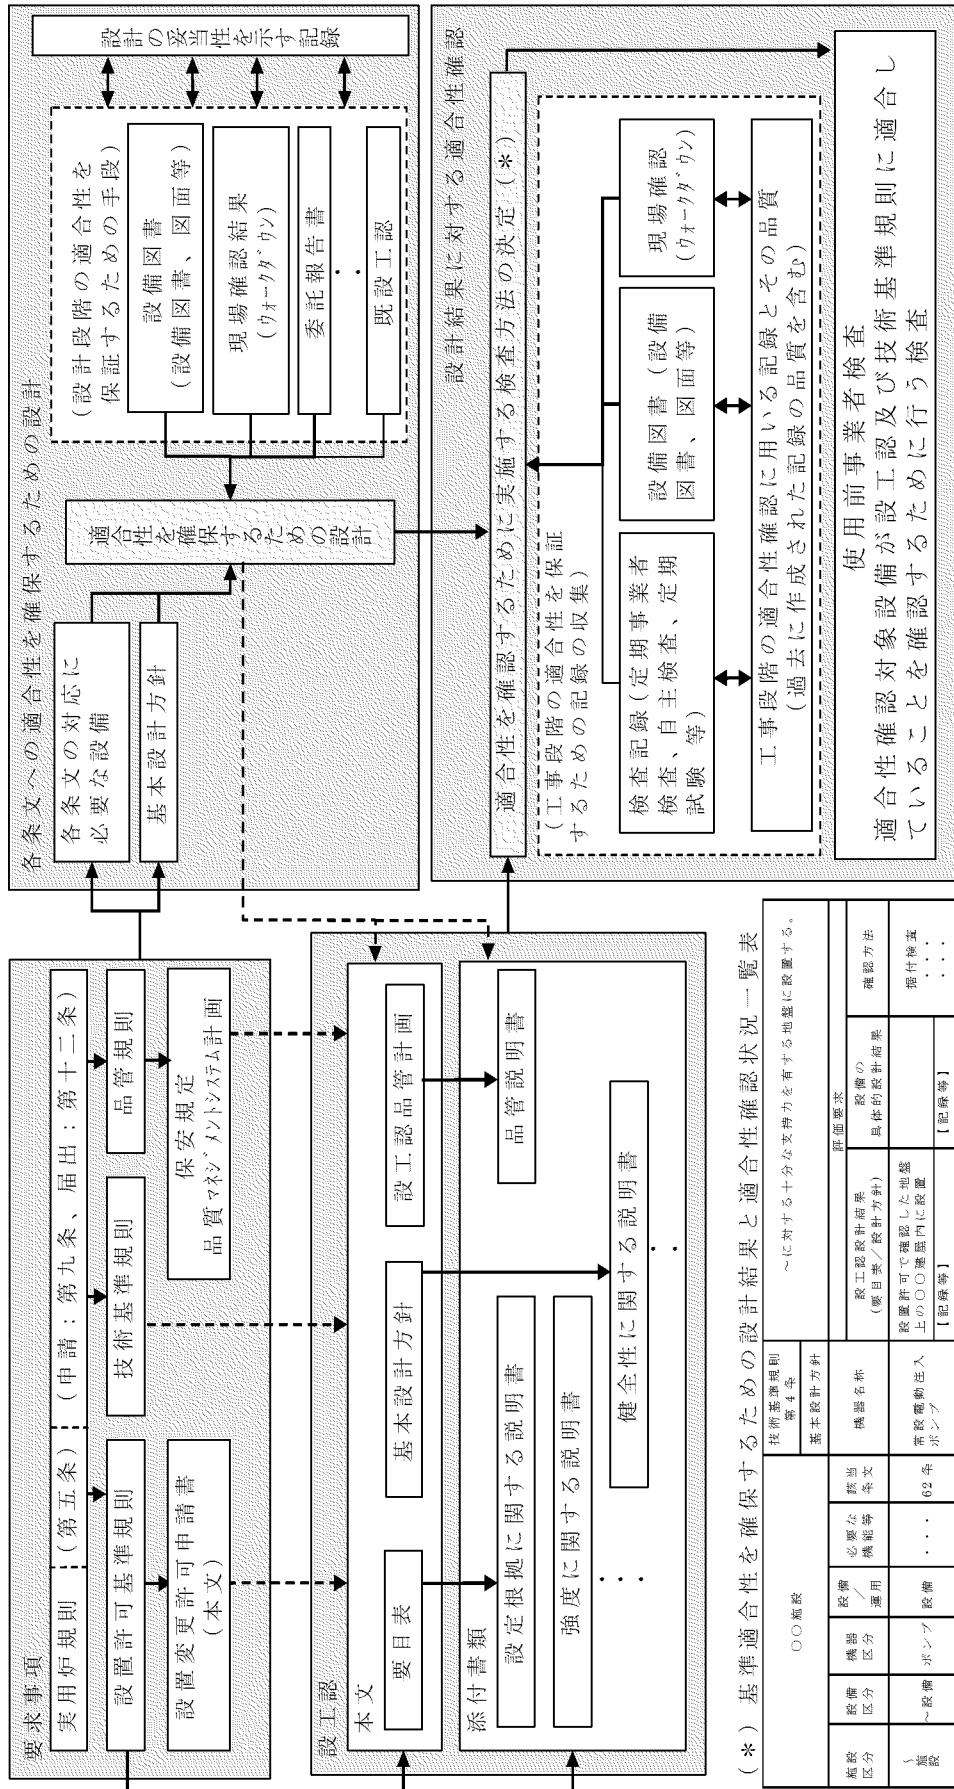 要求事項
実用炉規則
(第五条)
(申請：第九条、届出：第十二条)
設置許可基準規則
技術基準規則
品管規則
設置変更許可申請書
(本文)
保安規定
品質マネジメントシステム計画
各条文への適合性を確保するための設計
各条文の対応に
必要な設備
基本設計方針
適合性を確保するための設計
(設計段階の適合性を
保証するための手段)
設備図書
(設備図書、図面等)
現場確認結果
(ウォークダウン)
委託報告書
・・
既設工認
設計の妥当性を示す記録
設工認
本文
要目表
基本設計方針
設工認品管計画
添付書類
設定根拠に関する説明書
強度に関する説明書
・・
品管説明書
健全性に関する説明書
・・
設計結果に対する適合性確認
適合性を確認するために実施する検査方法の決定(＊)
(工事段階の適合性を保証
するための記録の収集)
検査記録(定期事業者
検査、自主検査、定期
試験等)
設備図書(設備
図書、図面等)
現場確認
(ウォークダウン)
工事段階の適合性確認に用いる記録とその品質
(過去に作成された記録の品質を含む)
使用前事業者検査
適合性確認対象設備が設工認及び技術基準規則に適合し
ていることを確認するために行う検査
(＊) 基準適合性を確保するための設計結果と適合性確認状況一覧表
○○施設
技術基準規則
第4条
～に対する十分な支持力を有する地盤に設置する。
基本設計方針
評価要求
施設
区分
設備
区分
機器
区分
設備
／
運用
必要な
機能等
該当
条文
機器名称
設工認設計結果
(要目表／設計方針)
設備の
具体的設計結果
確認方法
～
施設
～設備
ポンプ
設備
・・・
62条
常設電動注入
ポンプ
設置許可で確認した地盤
上の○○建屋内に設置
【記録等】
【記録等】
据付検査
・・・
・・・